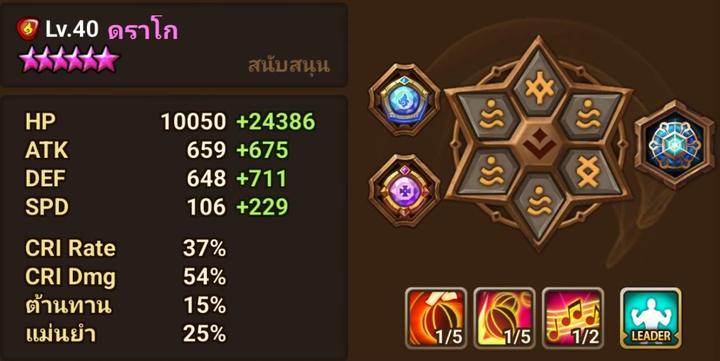 Lv.40 ดราโก
สนับสนุน
HP 10050 +24386
ATK 659 +675
DEF 648 +711
SPD 106 +229
CRI Rate 37%
CRI Dmg 54%
ต้านทาน 15%
แม่นยำ 25%
1/5 1/5 1/2 LEADER